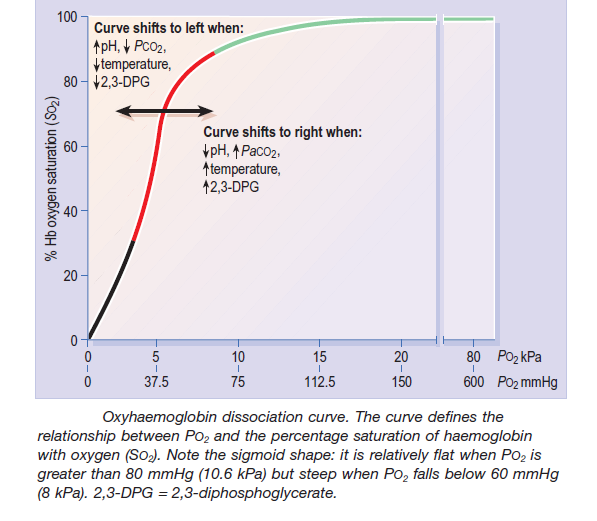 100
Curve shifts to left when:
↑pH, ↓ PCO₂,
↓temperature,
↓2,3-DPG
80
Curve shifts to right when:
↓pH, ↑PaCO₂,
↑temperature,
↑2,3-DPG
60
40
20
0
% Hb oxygen saturation (SO₂)
0 5 10 15 20 80 PO₂ kPa
0 37.5 75 112.5 150 600 PO₂ mmHg
Oxyhaemoglobin dissociation curve. The curve defines the
relationship between PO₂ and the percentage saturation of haemoglobin
with oxygen (SO₂). Note the sigmoid shape: it is relatively flat when PO₂ is
greater than 80 mmHg (10.6 kPa) but steep when PO₂ falls below 60 mmHg
(8 kPa). 2,3-DPG = 2,3-diphosphoglycerate.